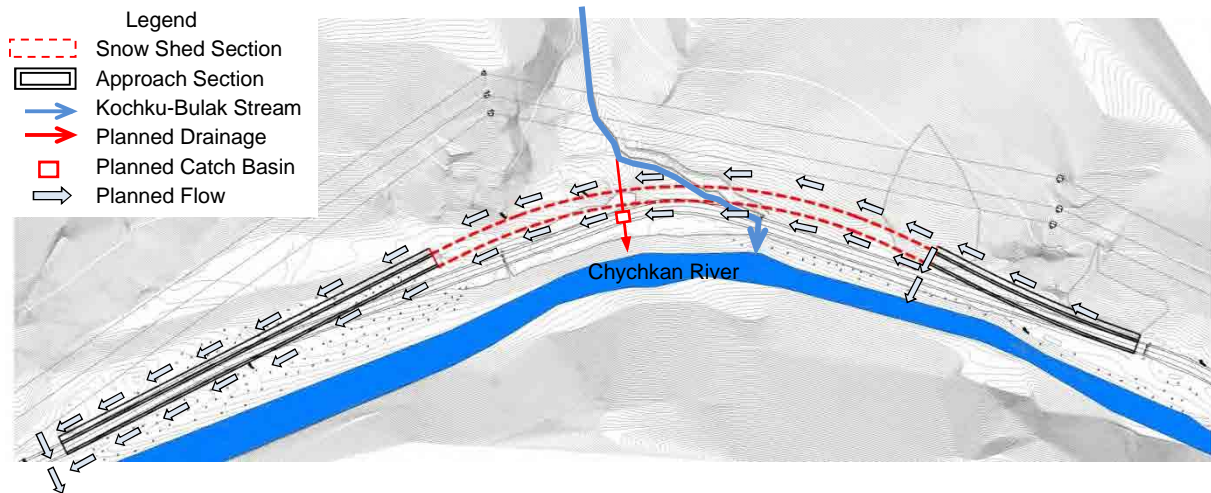 Legend
Snow Shed Section
Approach Section
Kochku-Bulak Stream
Planned Drainage
Planned Catch Basin
Planned Flow
Chychkan River